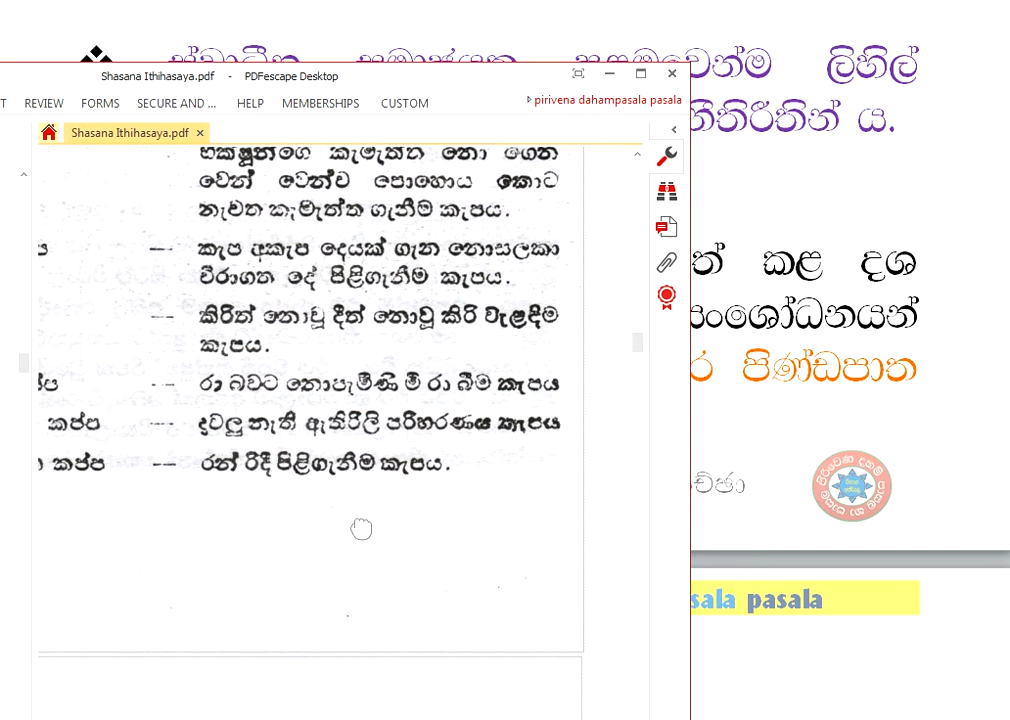 ලිහිල්
නීතිරීතින් ය.
Shasana Ithihasaya.pdf - PDFescape Desktop
REVIEW FORMS SECURE AND ... HELP MEMBERSHIPS CUSTOM
pirivena dahampasala pasala
Shasana Ithihasaya.pdf
භික්ෂූන්ගේ කැමැත්ත නො ගෙන
වෙන් වෙන්ව පොහොය කොට
නැවත කැමැත්ත ගැනීම කැපය.
— කැප අකැප දෙයක් ගැන නොසලකා
චීරාගත දේ පිළිගැනීම කැපය.
— කිරිත් නොවූ දීත් නොවූ කිරි වැළඳීම
කැපය.
— රා බවට නොපැමිණි මී රා බීම කැපය
කප්ප — දාවලු නැති ඇතිරිලි පරිහරණය කැපය
කප්ප — රන් රිදී පිළිගැනීම කැපය.
ත් කළ දශ
සංශෝධනයන්
ර පිණ්ඩපාත
sala pasala